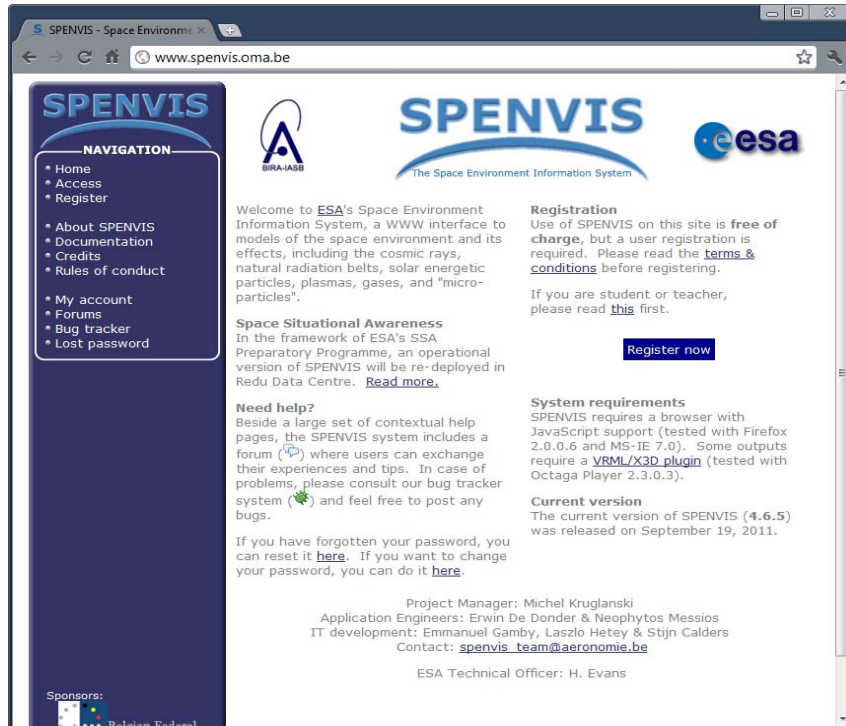 SPENVIS - Space Environme
www.spenvis.oma.be
SPENVIS
NAVIGATION
Home
Access
Register
About SPENVIS
Documentation
Credits
Rules of conduct
My account
Forums
Bug tracker
Lost password
Sponsors:
Belgian Federal
BIRA-IASB
SPENVIS
The Space Environment Information System
esa
Welcome to ESA's Space Environment
Information System, a WWW interface to
models of the space environment and its
effects, including the cosmic rays,
natural radiation belts, solar energetic
particles, plasmas, gases, and "micro-
particles".
Space Situational Awareness
In the framework of ESA's SSA
Preparatory Programme, an operational
version of SPENVIS will be re-deployed in
Redu Data Centre. Read more.
Need help?
Beside a large set of contextual help
pages, the SPENVIS system includes a
forum () where users can exchange
their experiences and tips. In case of
problems, please consult our bug tracker
system () and feel free to post any
bugs.
If you have forgotten your password, you
can reset it here. If you want to change
your password, you can do it here.
Registration
Use of SPENVIS on this site is free of
charge, but a user registration is
required. Please read the terms &
conditions before registering.
If you are student or teacher,
please read this first.
Register now
System requirements
SPENVIS requires a browser with
JavaScript support (tested with Firefox
2.0.0.6 and MS-IE 7.0). Some outputs
require a VRML/X3D plugin (tested with
Octaga Player 2.3.0.3).
Current version
The current version of SPENVIS (4.6.5)
was released on September 19, 2011.
Project Manager: Michel Kruglanski
Application Engineers: Erwin De Donder & Neophytos Messios
IT development: Emmanuel Gamby, Laszlo Hetey & Stijn Calders
Contact: spenvis_team@aeronomie.be
ESA Technical Officer: H. Evans